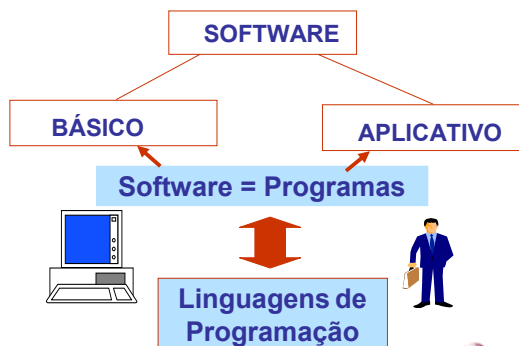 SOFTWARE
BÁSICO
APLICATIVO
Software = Programas
Linguagens de
Programação